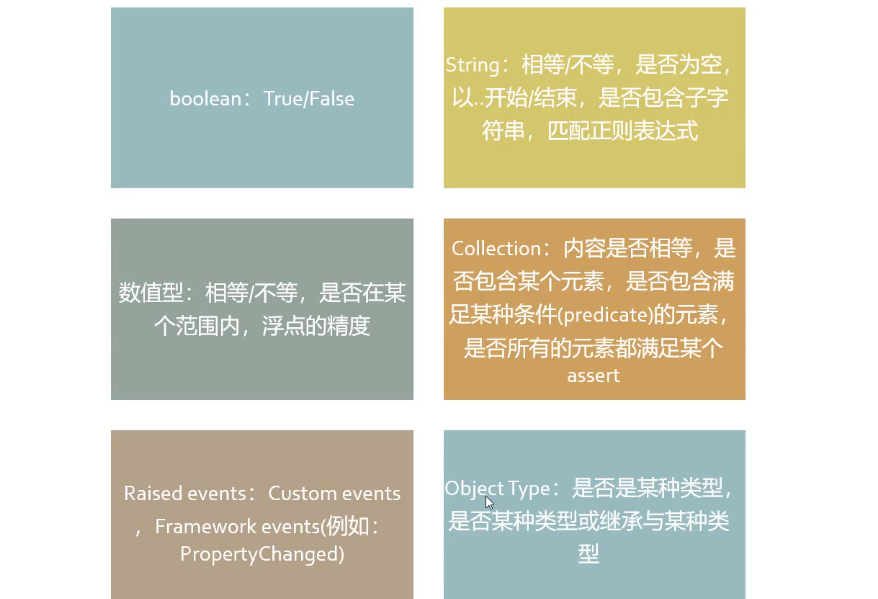 boolean：True/False
String：相等/不等，是否为空，
以..开始/结束，是否包含子字
符串，匹配正则表达式
数值型：相等/不等，是否在某
个范围内，浮点的精度
Collection：内容是否相等，是
否包含某个元素，是否包含满
足某种条件(predicate)的元素，
是否所有的元素都满足某个
assert
Raised events：Custom events
，Framework events(例如：
PropertyChanged)
Object Type：是否是某种类型，
是否某种类型或继承与某种类
型